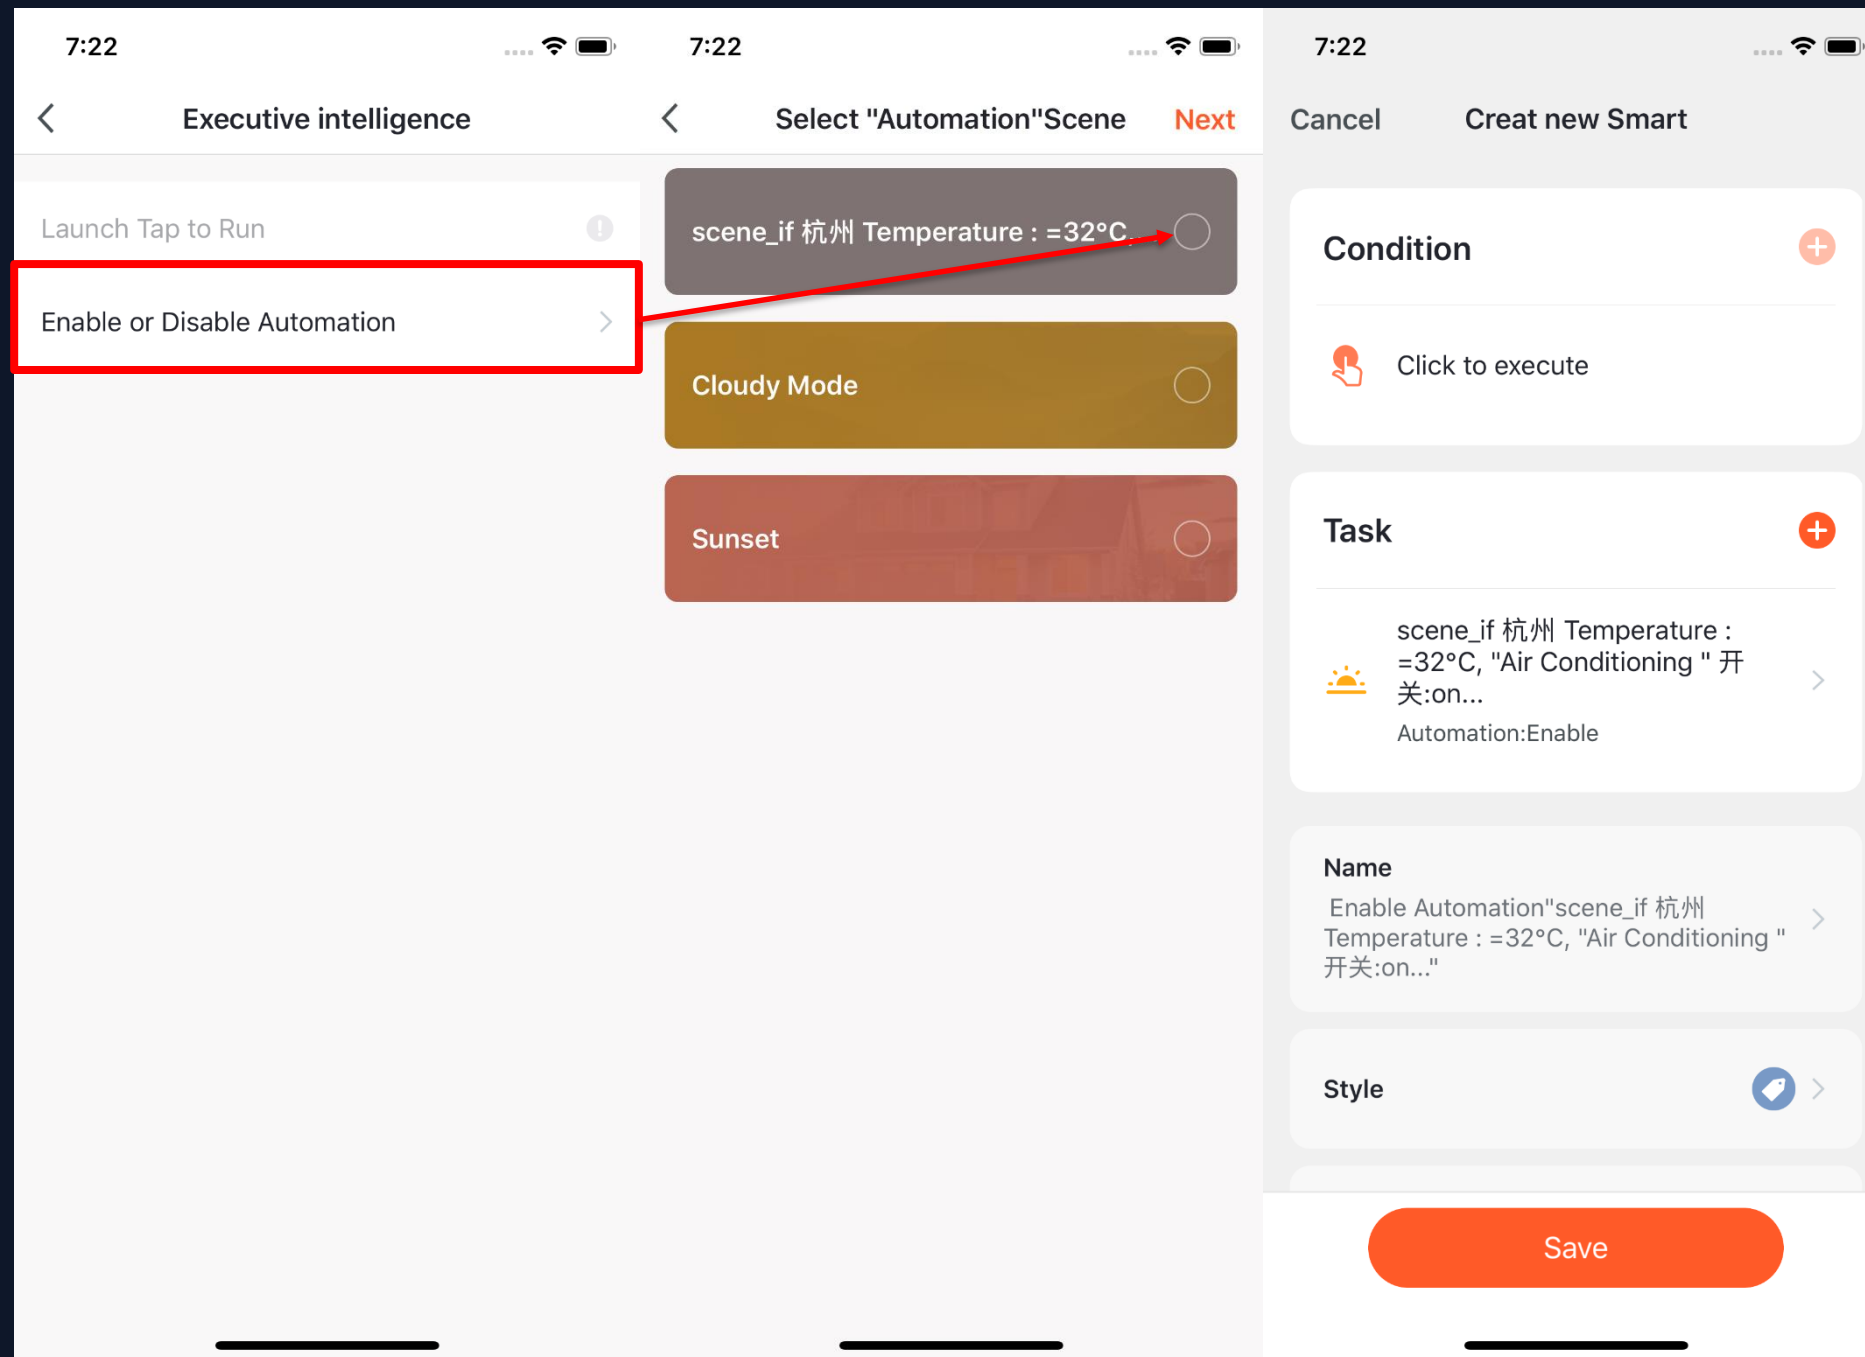 7:22
Executive intelligence
Launch Tap to Run
Enable or Disable Automation
7:22
Select "Automation"Scene
Next
scene_if 杭州 Temperature : =32°C,
Cloudy Mode
Sunset
7:22
Cancel
Creat new Smart
Condition
Click to execute
Task
scene_if 杭州 Temperature :
=32°C, "Air Conditioning " 开
关:on...
Automation:Enable
Name
Enable Automation"scene_if 杭州
Temperature : =32°C, "Air Conditioning "
开关:on..."
Style
Save